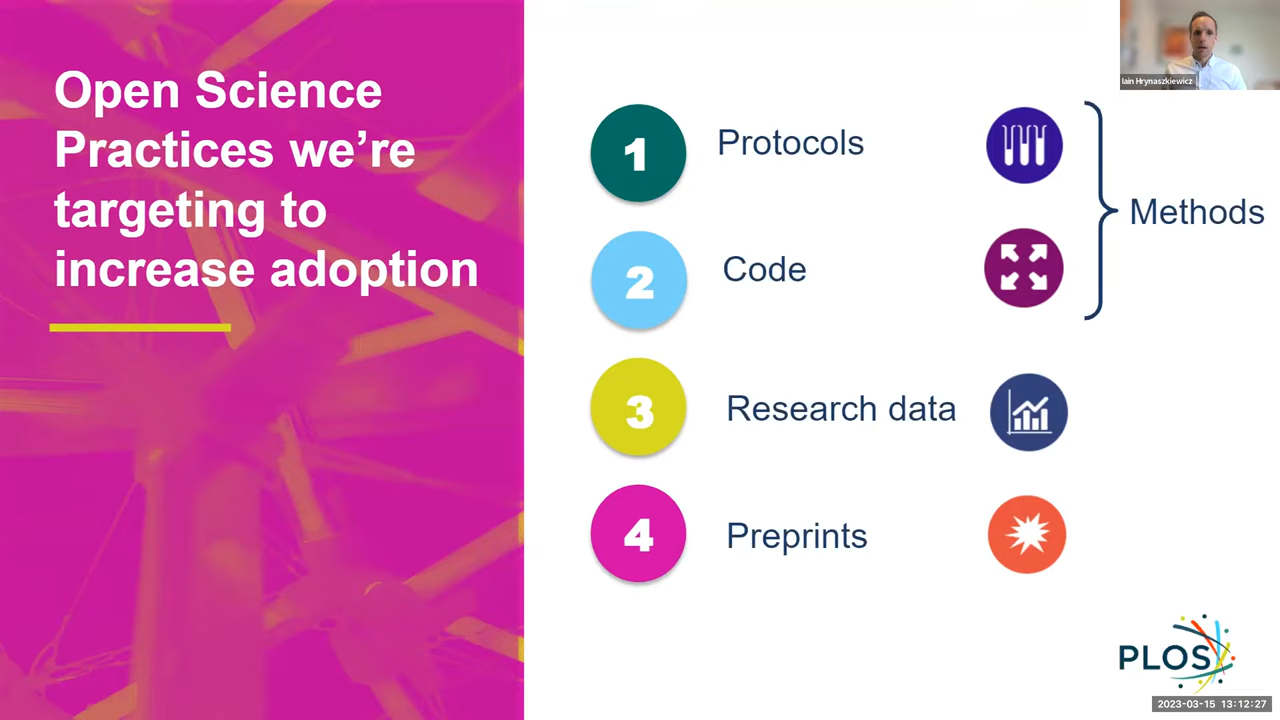 Open Science
Practices we're
targeting to
increase adoption
1
Protocols
2
Code
Methods
3
Research data
4
Preprints
Iain Hrynaszkiewicz
PLOS
2023-03-15 13:12:27